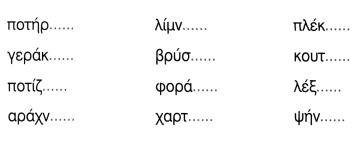 ποτήρ...... λίμν...... πλέκ......
γεράκ...... βρύσ...... κουτ......
ποτίζ...... φορά...... λέξ......
αράχν...... χαρτ...... ψήν......